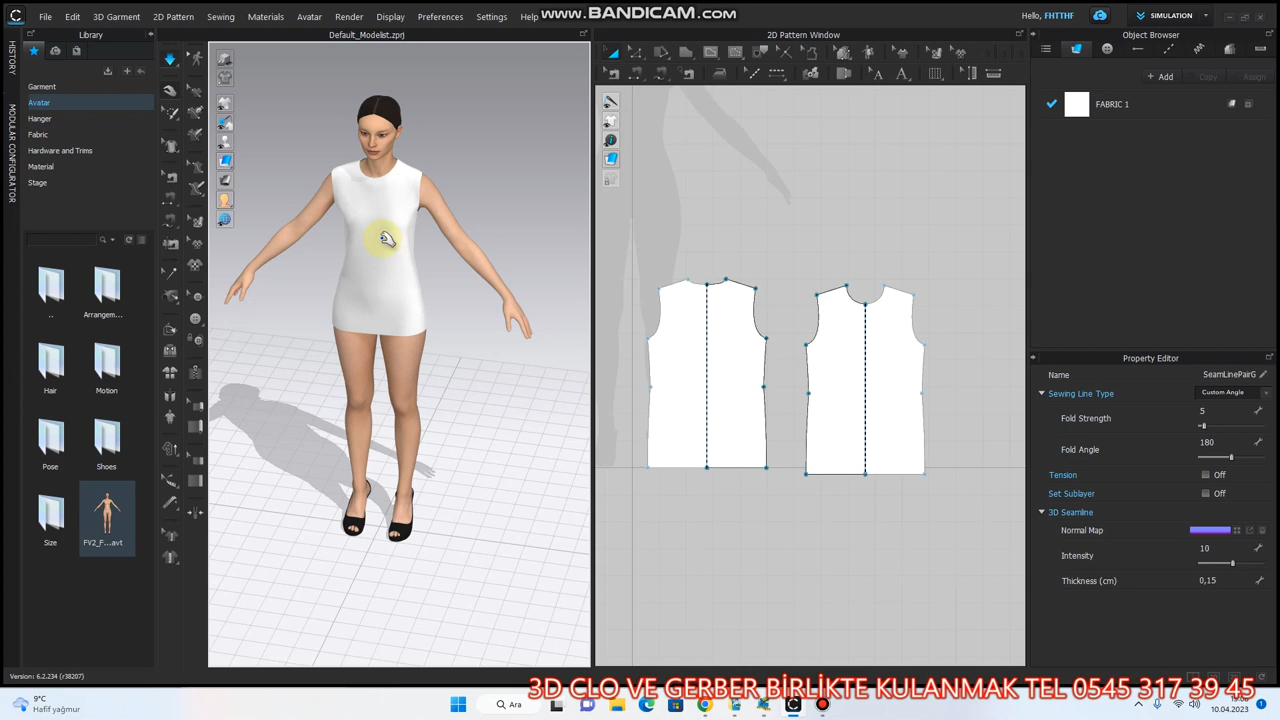 www.BANDICAM.com
File Edit 3D Garment 2D Pattern Sewing Materials Avatar Render Display Preferences Settings Help
Hello, FHTTHF
SIMULATION
Library
Default_Modelist.zprj
2D Pattern Window
Object Browser
HISTORY
MODULAR CONFIGURATOR
Garment
Avatar
Hanger
Fabric
Hardware and Trims
Material
Stage
+ Add
Copy
Assign
FABRIC 1
..
Arrangem...
Hair
Motion
Pose
Shoes
Size
FV2_F...avt
Property Editor
Name SeamLinePairG
Sewing Line Type Custom Angle
Fold Strength 5
Fold Angle 180
Tension Off
Set Sublayer Off
3D Seamline
Normal Map
Intensity 10
Thickness (cm) 0,15
Version: 6.2.234 (r38207)
3D CLO VE GERBER BİRLİKTE KULANMAK TEL 0545 317 39 45
9°C
Hafif yağmur
Ara
10.04.2023